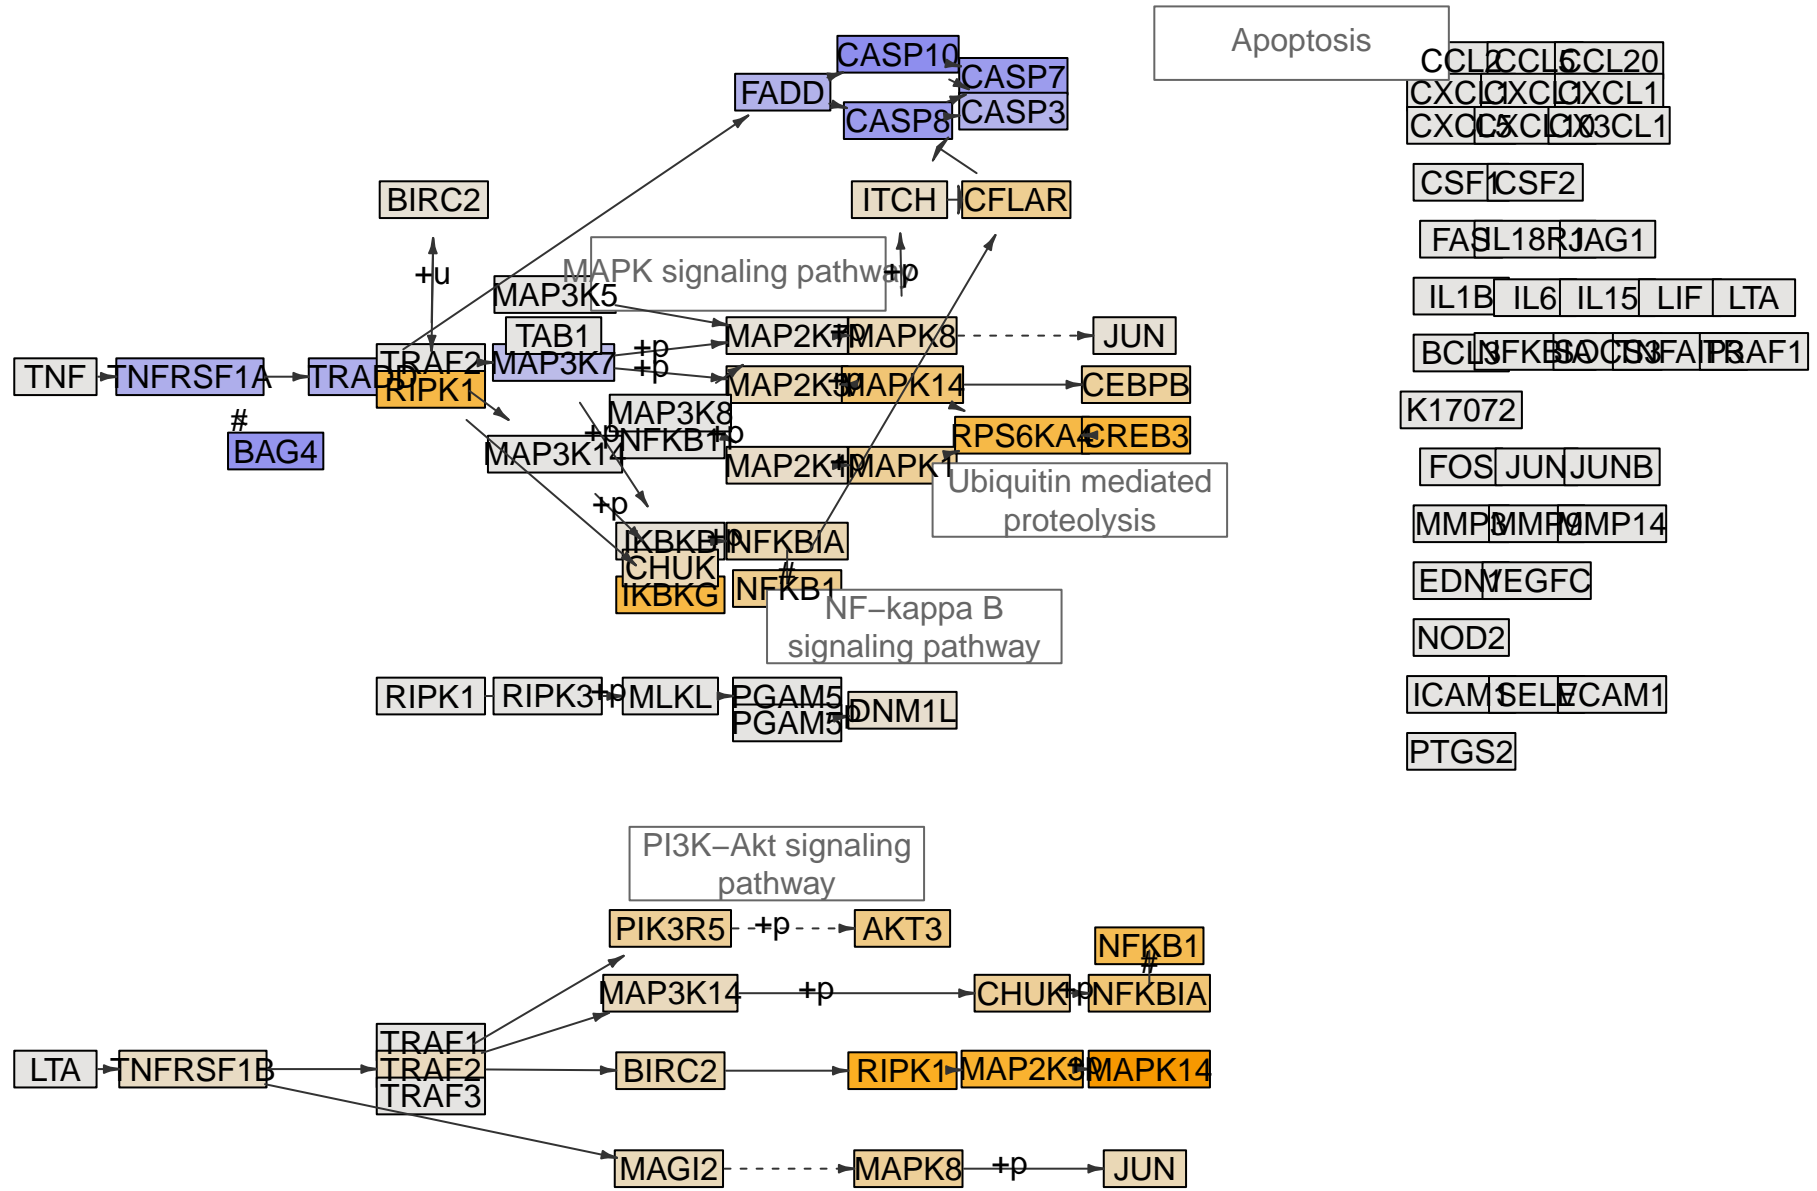 Apoptosis
CASP10
CASP7
FADD
CASP3
CASP8
CCL2
CCL5
CCL20
CXCL1
CXCL1
CXCL1
CXCL5
CXCL10
CX3CL1
BIRC2
ITCH
CFLAR
CSF1
CSF2
+u
MAPK signaling pathway
+p
FAS
IL18R1
JAG1
MAP3K5
TAB1
IL1B
IL6
IL15
LIF
LTA
MAP2K7
+p
MAPK8
JUN
TNF
TNFRSF1A
TRADD
TRAF2
RIPK1
MAP3K7
+p
+p
BCL3
NFKBIA
SOCS3
TNFAIP3
TRAF1
MAP2K3
+p
MAPK14
CEBPB
#
BAG4
MAP3K8
NFKB1
+p
+p
MAP3K14
RPS6KA4
CREB3
K17072
MAP2K1
+p
MAPK1
Ubiquitin mediated
proteolysis
FOS
JUN
JUNB
+p
IKBKB
+p
NFKBIA
CHUK
IKBKG
#
NFKB1
MMP3
MMP9
MMP14
NF−kappa B
signaling pathway
EDN1
VEGFC
NOD2
RIPK1
RIPK3
+p
MLKL
PGAM5
PGAM5
DNM1L
ICAM1
SELE
VCAM1
PTGS2
PI3K−Akt signaling
pathway
PIK3R5
+p
AKT3
NFKB1
#
MAP3K14
+p
CHUK
+p
NFKBIA
LTA
TNFRSF1B
TRAF1
TRAF2
TRAF3
BIRC2
RIPK1
MAP2K3
+p
MAPK14
MAGI2
MAPK8
+p
JUN